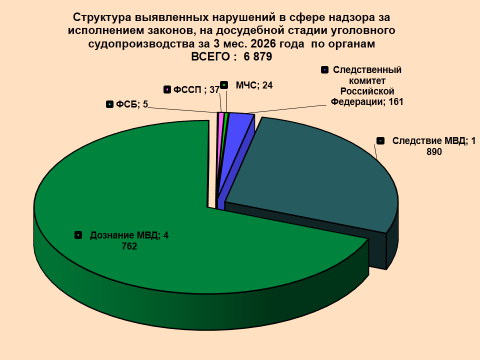 Структура выявленных нарушений в сфере надзора за
исполнением законов, на досудебной стадии уголовного
судопроизводства за 3 мес. 2026 года по органам
ВСЕГО : 6 879
Следственный
комитет
Российской
Федерации; 161
МЧС; 24
ФССП ; 37
ФСБ; 5
Следствие МВД; 1
890
Дознание МВД; 4
762